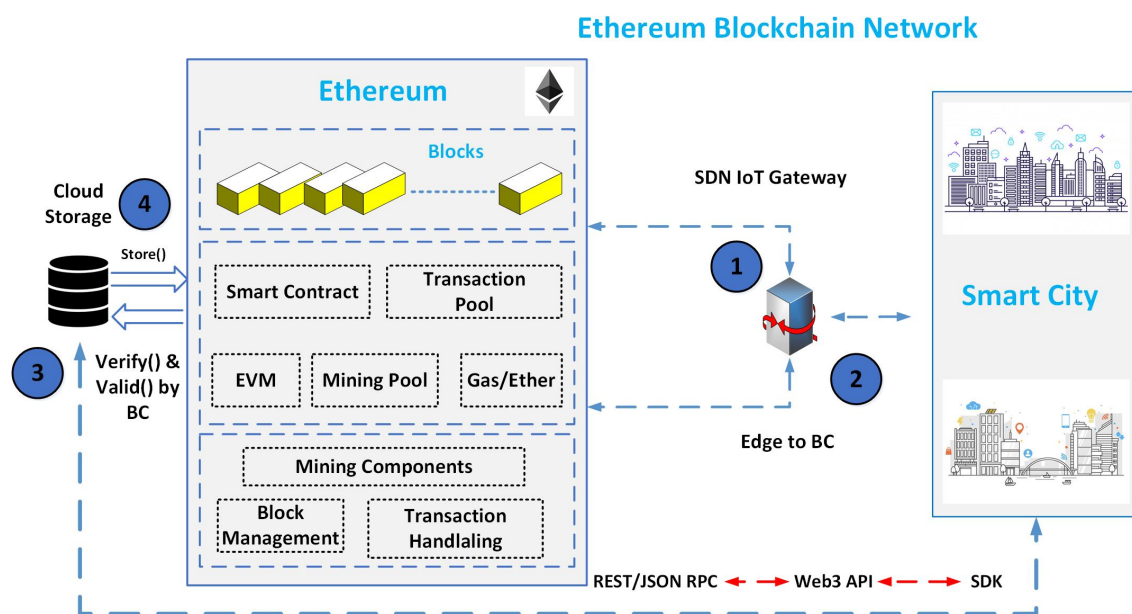 Ethereum Blockchain Network
Ethereum
Blocks
Cloud
Storage
4
Store()
3
Verify() &
Valid() by
BC
Smart Contract
Transaction
Pool
EVM
Mining Pool
Gas/Ether
Mining Components
Block
Management
Transaction
Handlaling
SDN IoT Gateway
1
2
Edge to BC
Smart City
REST/JSON RPC
Web3 API
SDK